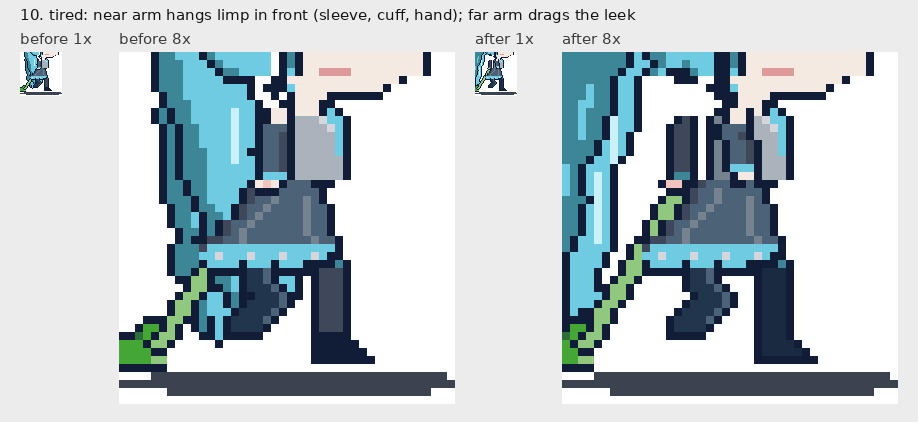 10. tired: near arm hangs limp in front (sleeve, cuff, hand); far arm drags the leek
before 1x before 8x after 1x after 8x